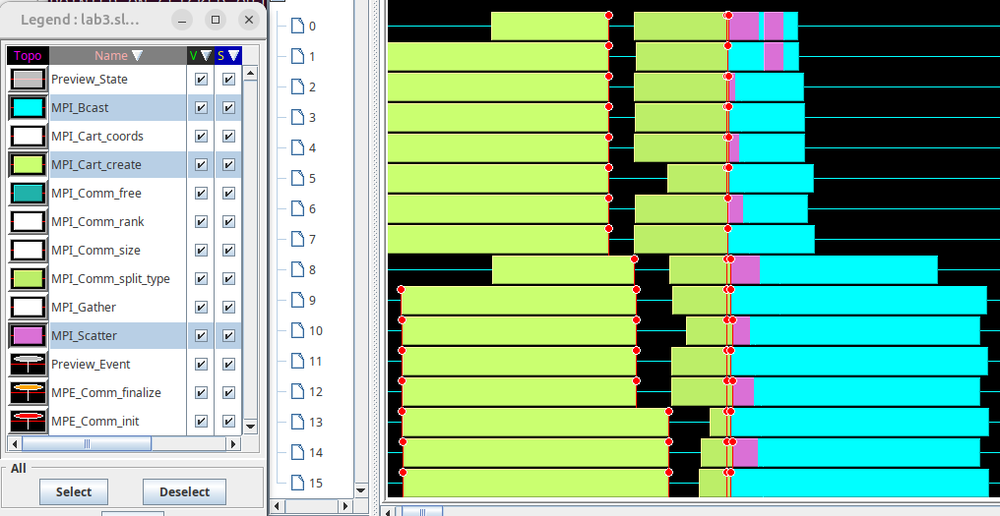 Legend : lab3.sl...
Topo Name V S
Preview_State
MPI_Bcast
MPI_Cart_coords
MPI_Cart_create
MPI_Comm_free
MPI_Comm_rank
MPI_Comm_size
MPI_Comm_split_type
MPI_Gather
MPI_Scatter
Preview_Event
MPE_Comm_finalize
MPE_Comm_init
All
Select Deselect
0
1
2
3
4
5
6
7
8
9
10
11
12
13
14
15